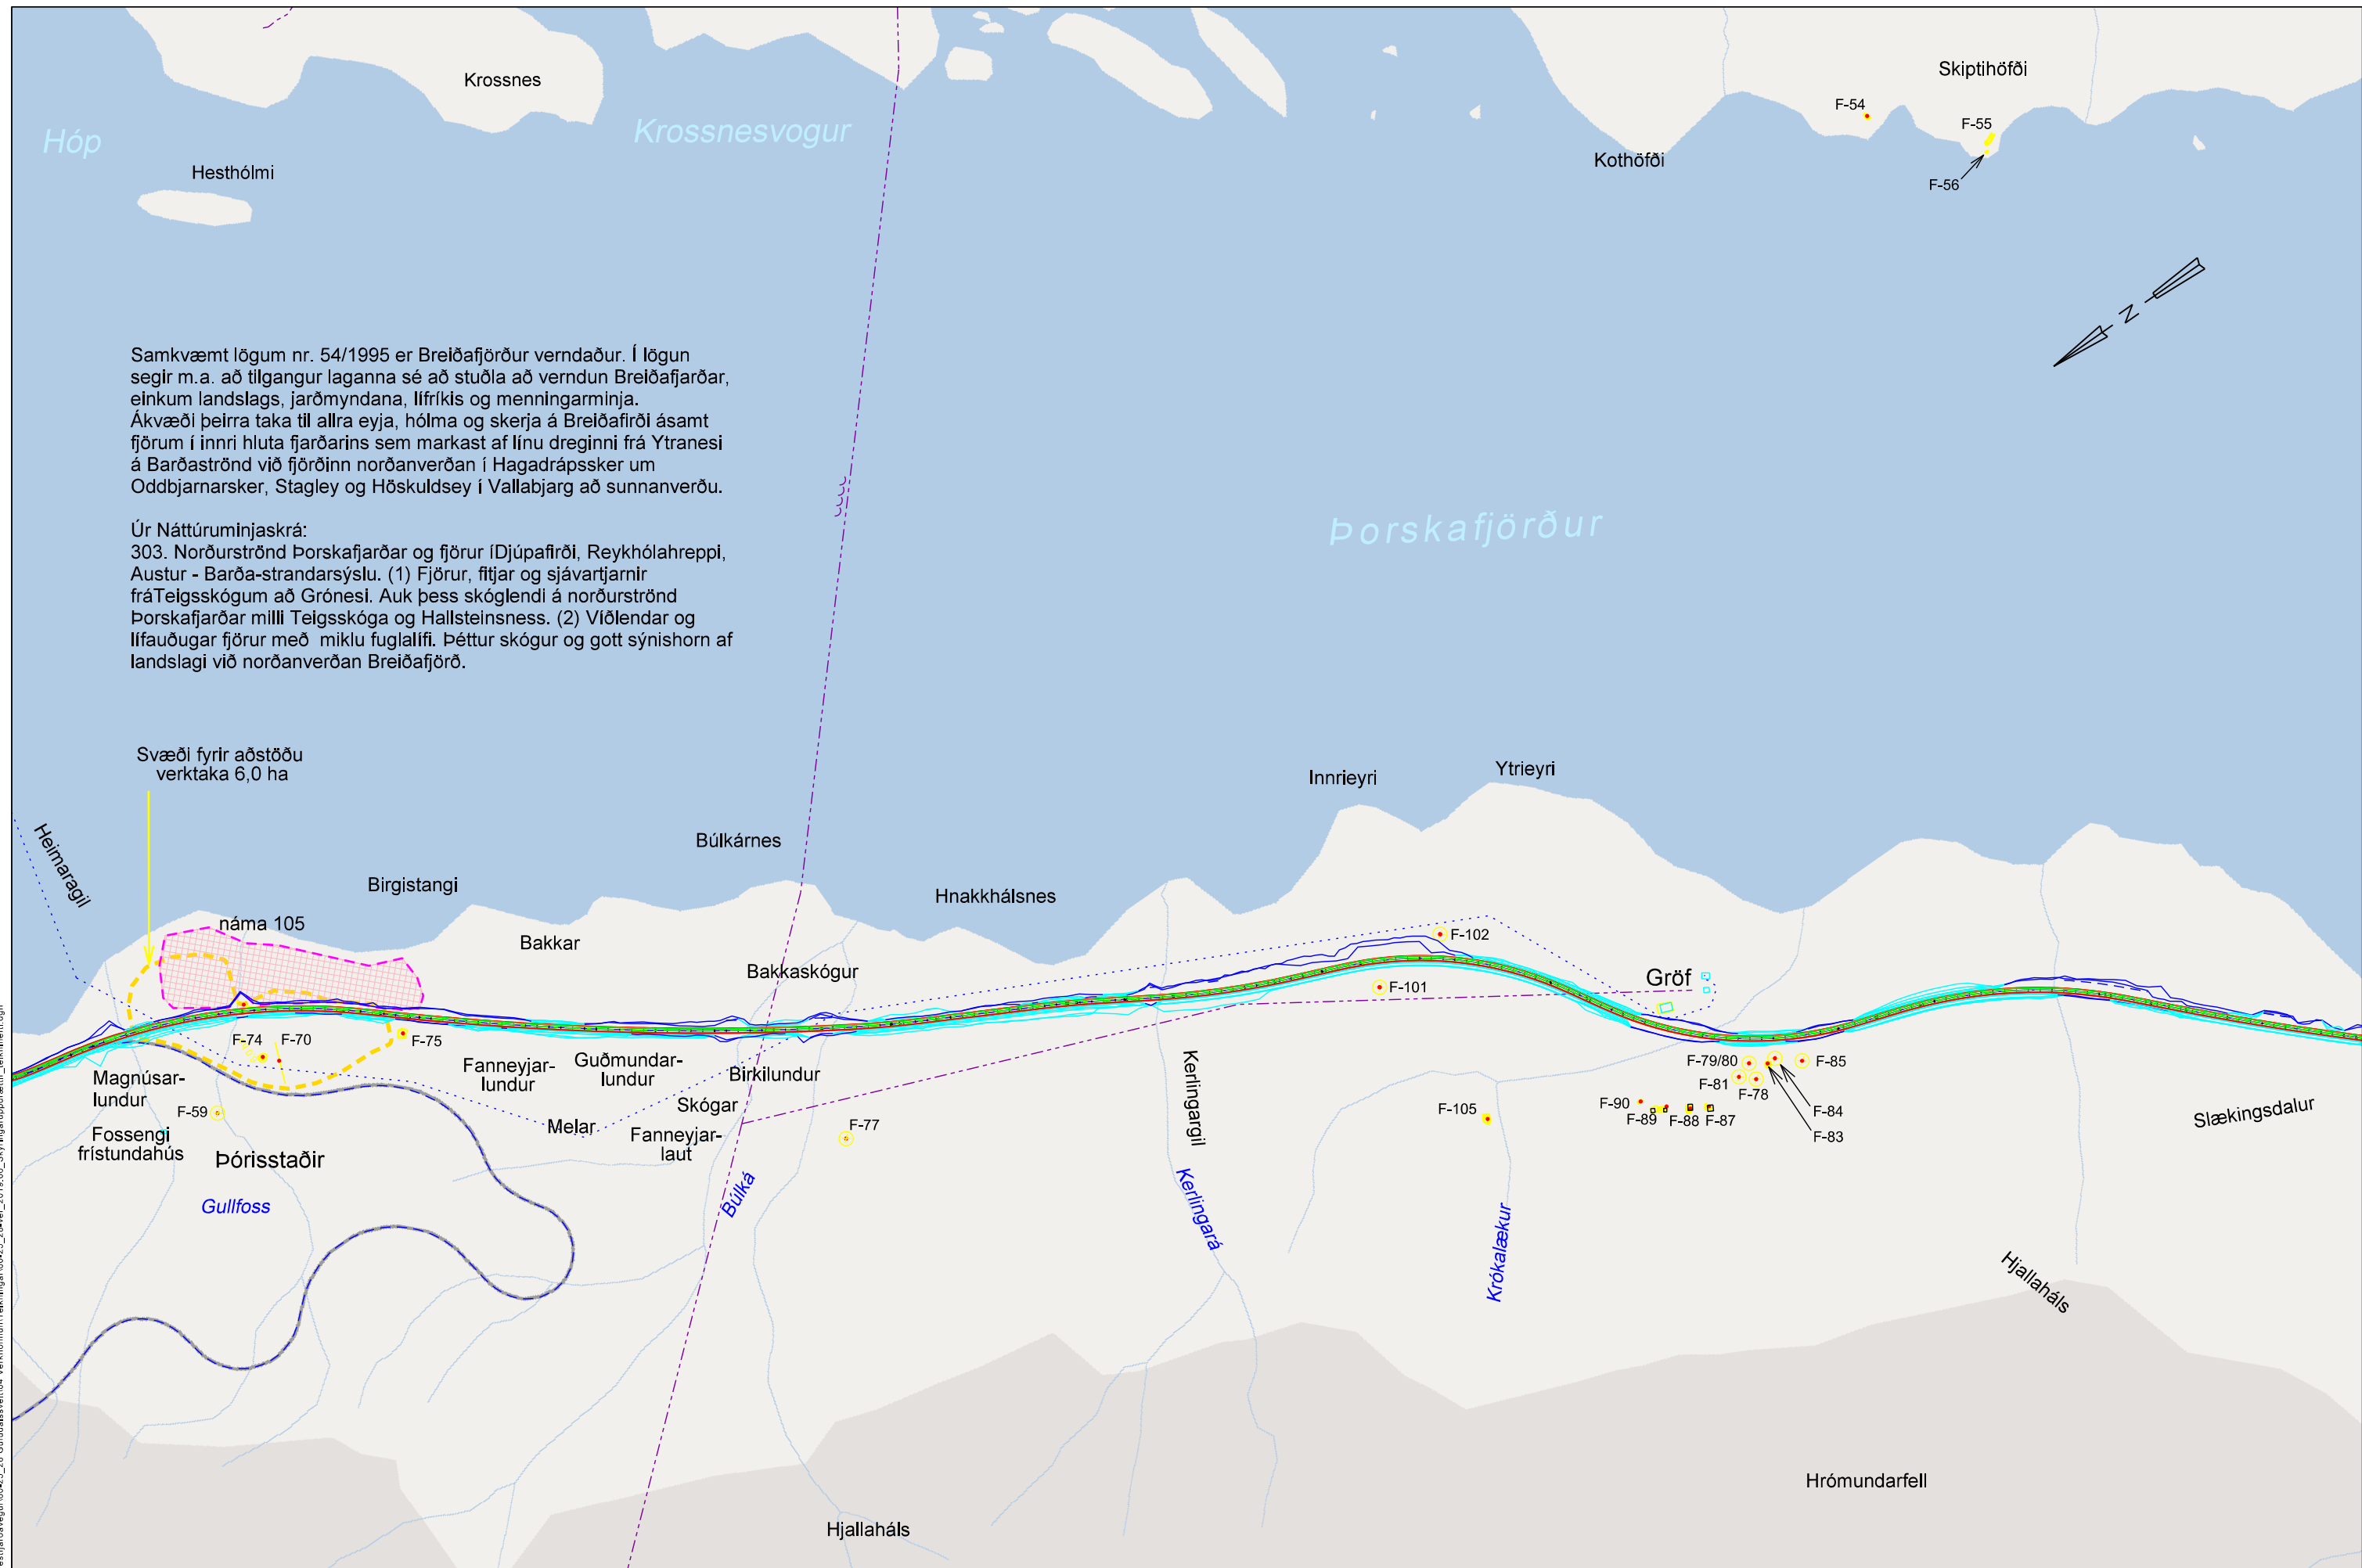 Krossnes
Skiptihöfði
F-54
F-55
Hóp
Krossnesvogur
Hesthólmi
Kothöfði
F-56
N
Samkvæmt lögum nr. 54/1995 er Breiðafjörður verndaður. Í lögun
segir m.a. að tilgangur laganna sé að stuðla að verndun Breiðafjarðar,
einkum landslags, jarðmyndana, lífríkis og menningarminja.
Ákvæði þeirra taka til allra eyja, hólma og skerja á Breiðafirði ásamt
fjörum í innri hluta fjarðarins sem markast af línu dreginni frá Ytranesi
á Barðaströnd við fjörðinn norðanverðan í Hagadrápssker um
Oddbjarnarsker, Stagley og Höskuldsey í Vallabjarg að sunnanverðu.
Úr Náttúruminjaskrá:
303. Norðurströnd Þorskafjarðar og fjörur íDjúpafirði, Reykhólahreppi,
Austur - Barða-strandarsýslu. (1) Fjörur, fitjar og sjávartjarnir
fráTeigsskógum að Grónesi. Auk þess skóglendi á norðurströnd
Þorskafjarðar milli Teigsskóga og Hallsteinsness. (2) Víðlendar og
lífauðugar fjörur með miklu fuglalífi. Þéttur skógur og gott sýnishorn af
landslagi við norðanverðan Breiðafjörð.
Þorskafjörður
Svæði fyrir aðstöðu
verktaka 6,0 ha
Innrieyri
Ytrieyri
Heimaragil
Búlkárnes
Birgistangi
Hnakkhálsnes
náma 105
Bakkar
Bakkaskógur
F-102
F-101
Gröf
F-74
F-70
F-75
Magnúsar-
lundur
Fanneyjar-
lundur
Guðmundar-
lundur
Birkilundur
Kerlingargil
F-79/80
F-85
F-81
F-78
F-59
Skógar
F-105
F-90
F-89
F-88
F-87
F-84
F-83
Slækingsdalur
Fossengi
frístundahús
Melar
Fanneyjar-
laut
F-77
Þórisstaðir
Gullfoss
Búlká
Kerlingará
Krókalækur
Hjallaháls
Hrómundarfell
Hjallaháls